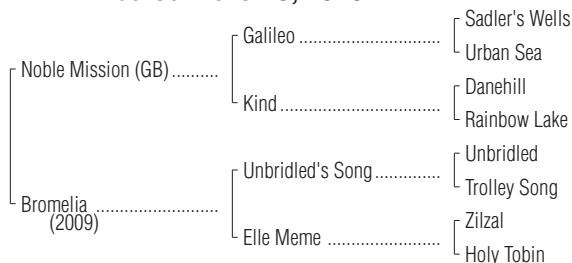 Noble Mission (GB)..........
Galileo ..................................
Sadler's Wells
Urban Sea
Kind.......................................
Danehill
Rainbow Lake
Bromelia ..........................
(2009)
Unbridled's Song................
Unbridled
Trolley Song
Elle Meme ...........................
Zilzal
Holy Tobin